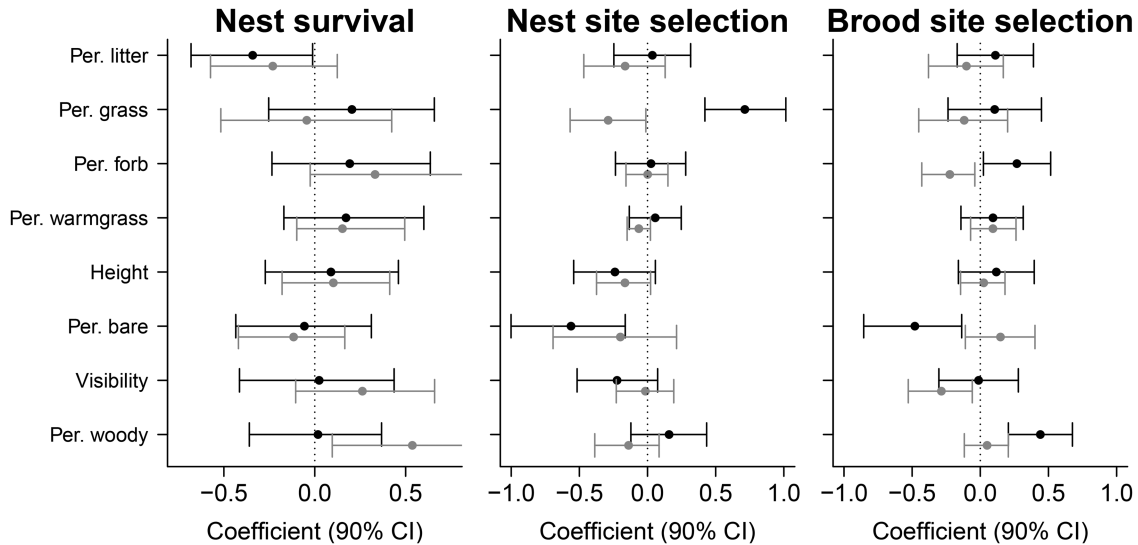 Nest survival Nest site selection Brood site selection
Per. litter
Per. grass
Per. forb
Per. warmgrass
Height
Per. bare
Visibility
Per. woody
−0.5 0.0 0.5 −1.0 −0.5 0.0 0.5 1.0 −1.0 −0.5 0.0 0.5 1.0
Coefficient (90% CI) Coefficient (90% CI) Coefficient (90% CI)